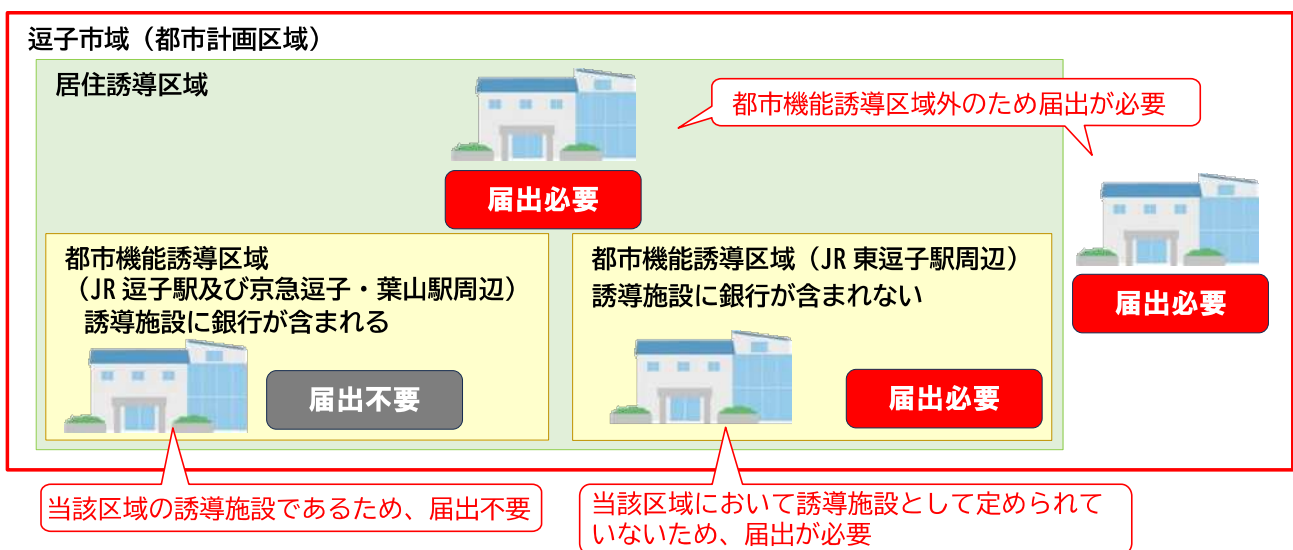 逗子市域（都市計画区域）
居住誘導区域
都市機能誘導区域外のため届出が必要
届出必要
届出必要
都市機能誘導区域
（JR 逗子駅及び京急逗子・葉山駅周辺）
誘導施設に銀行が含まれる
届出不要
都市機能誘導区域（JR 東逗子駅周辺）
誘導施設に銀行が含まれない
届出必要
当該区域の誘導施設であるため、届出不要
当該区域において誘導施設として定められて
いないため、届出が必要